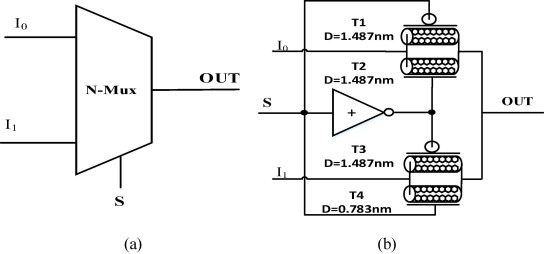 I0
N-Mux
OUT
I1
S
(a)
T1
D=1.487nm
I0
T2
D=1.487nm
S
+
OUT
T3
D=1.487nm
I1
T4
D=0.783nm
(b)